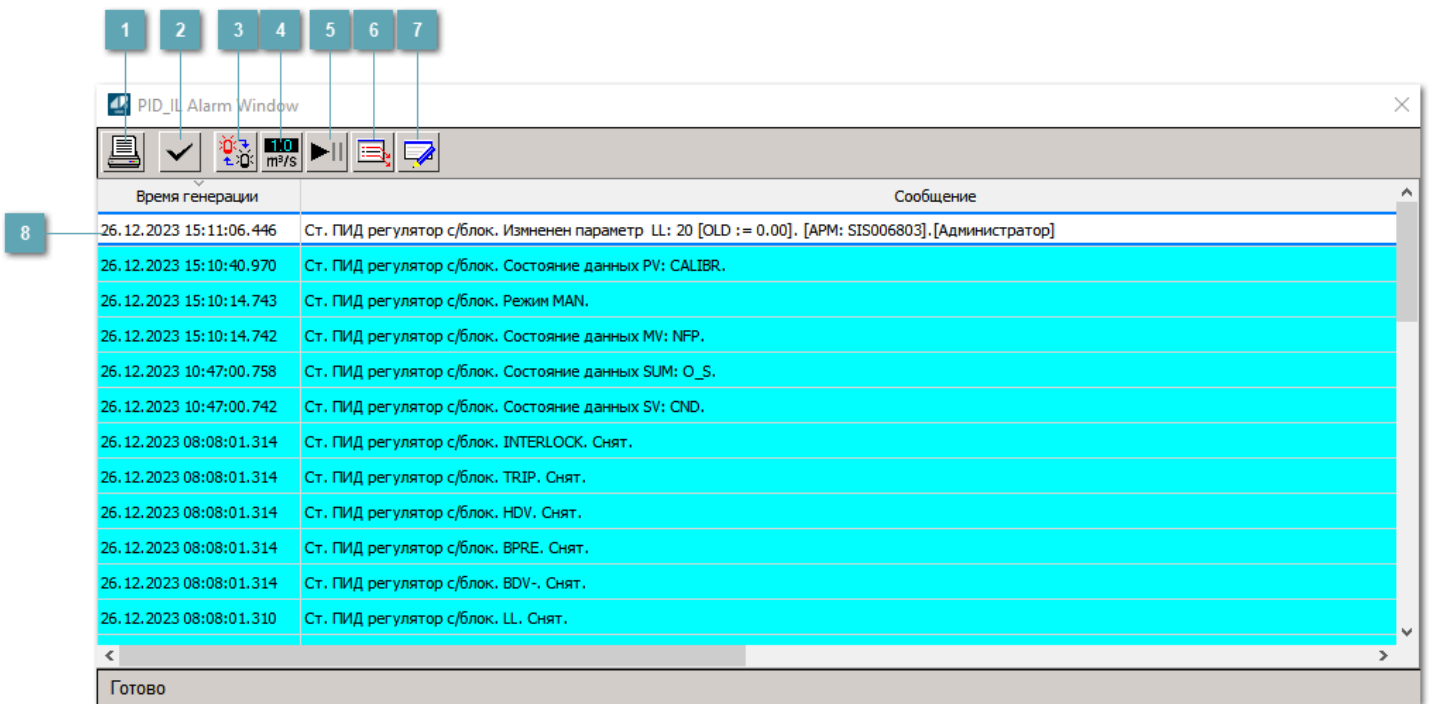 1 2 3 4 5 6 7
PID_IL Alarm Window
1.0
m³/s
Время генерации Сообщение
8
26.12.2023 15:11:06.446 Ст. ПИД регулятор с/блок. Измненен параметр LL: 20 [OLD := 0.00]. [АРМ: SIS006803].[Администратор]
26.12.2023 15:10:40.970 Ст. ПИД регулятор с/блок. Состояние данных PV: CALIBR.
26.12.2023 15:10:14.743 Ст. ПИД регулятор с/блок. Режим MAN.
26.12.2023 15:10:14.742 Ст. ПИД регулятор с/блок. Состояние данных MV: NFP.
26.12.2023 10:47:00.758 Ст. ПИД регулятор с/блок. Состояние данных SUM: O_S.
26.12.2023 10:47:00.742 Ст. ПИД регулятор с/блок. Состояние данных SV: CND.
26.12.2023 08:08:01.314 Ст. ПИД регулятор с/блок. INTERLOCK. Снят.
26.12.2023 08:08:01.314 Ст. ПИД регулятор с/блок. TRIP. Снят.
26.12.2023 08:08:01.314 Ст. ПИД регулятор с/блок. HDV. Снят.
26.12.2023 08:08:01.314 Ст. ПИД регулятор с/блок. BPRE. Снят.
26.12.2023 08:08:01.314 Ст. ПИД регулятор с/блок. BDV-. Снят.
26.12.2023 08:08:01.310 Ст. ПИД регулятор с/блок. LL. Снят.
Готово